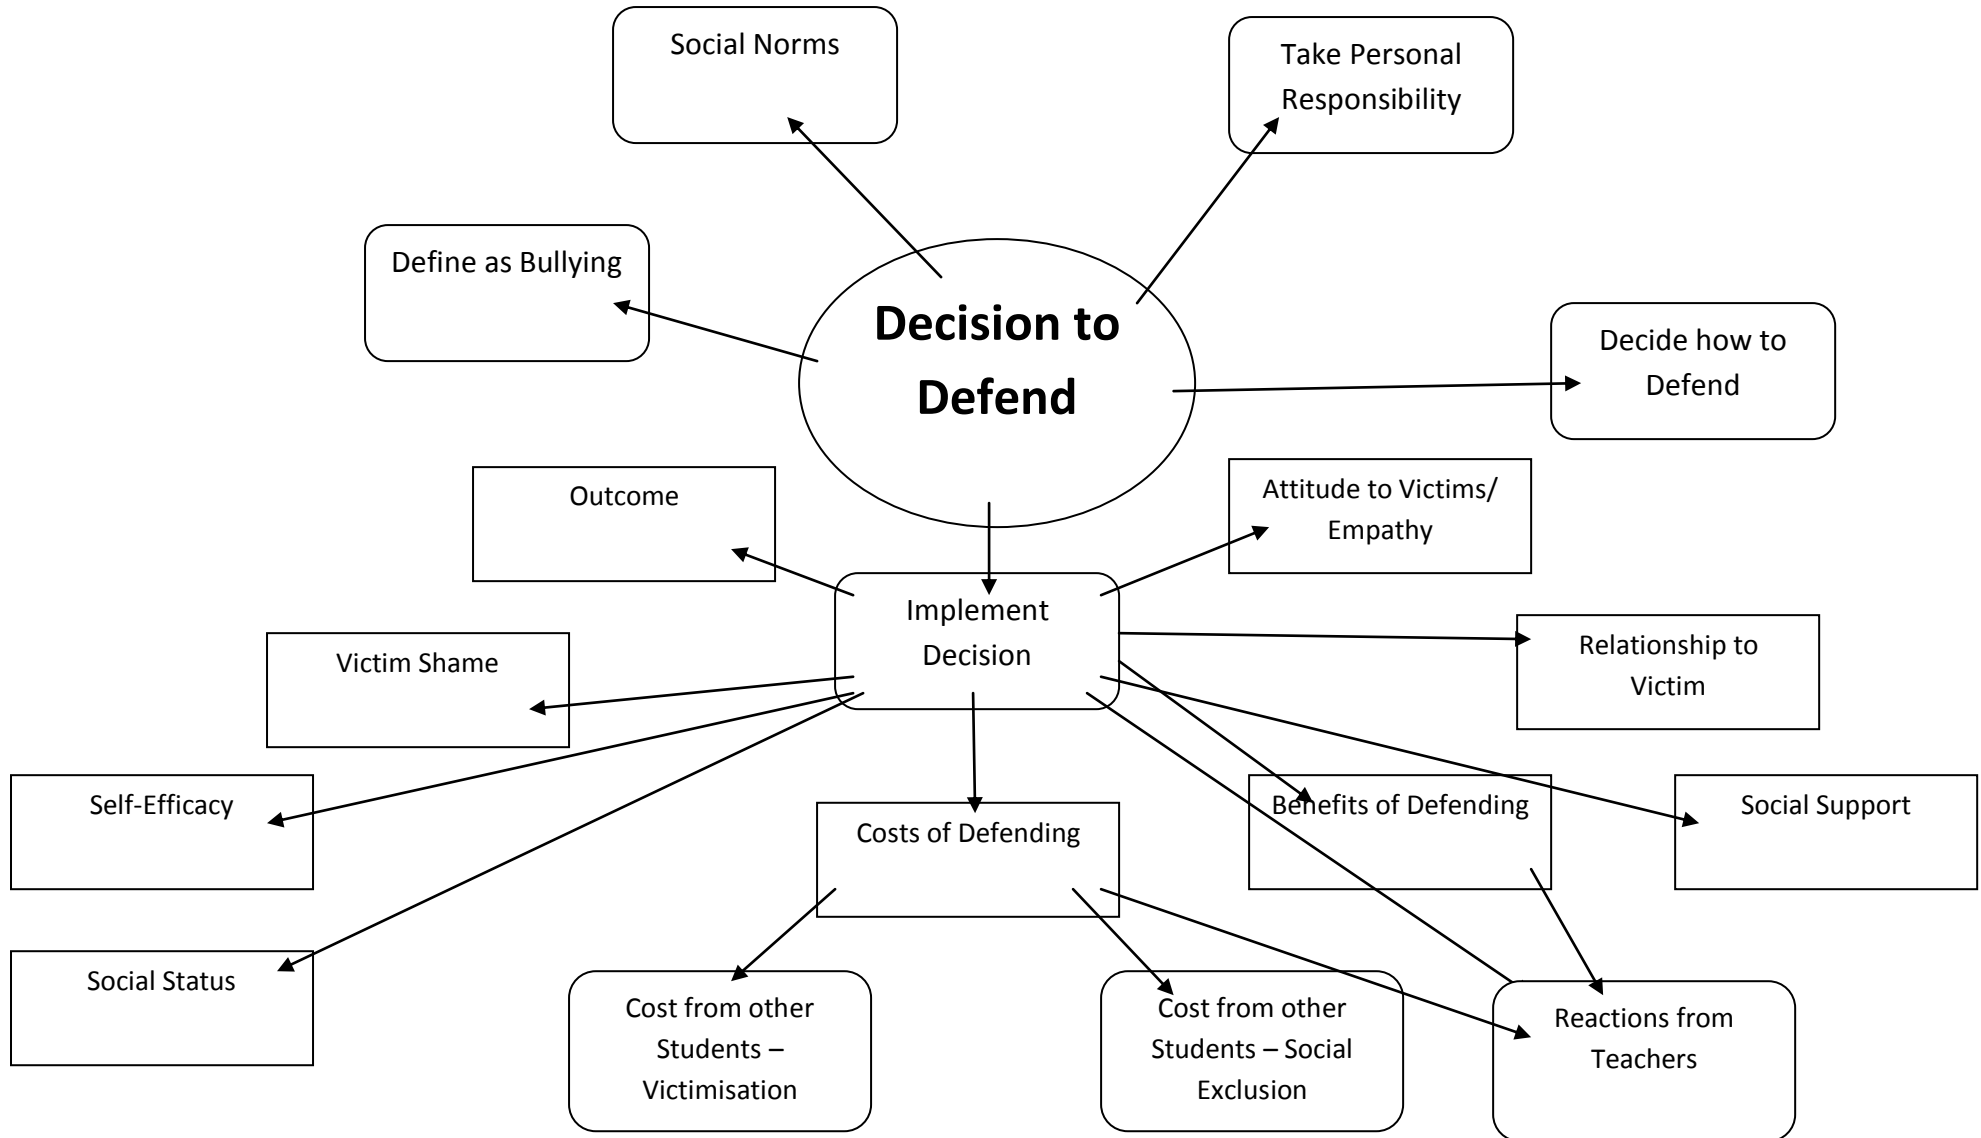 Social Norms
Take Personal
Responsibility
Define as Bullying
Decision to
Defend
Decide how to
Defend
Outcome
Attitude to Victims/
Empathy
Implement
Decision
Victim Shame
Relationship to
Victim
Self-Efficacy
Costs of Defending
Benefits of Defending
Social Support
Social Status
Cost from other
Students –
Victimisation
Cost from other
Students – Social
Exclusion
Reactions from
Teachers